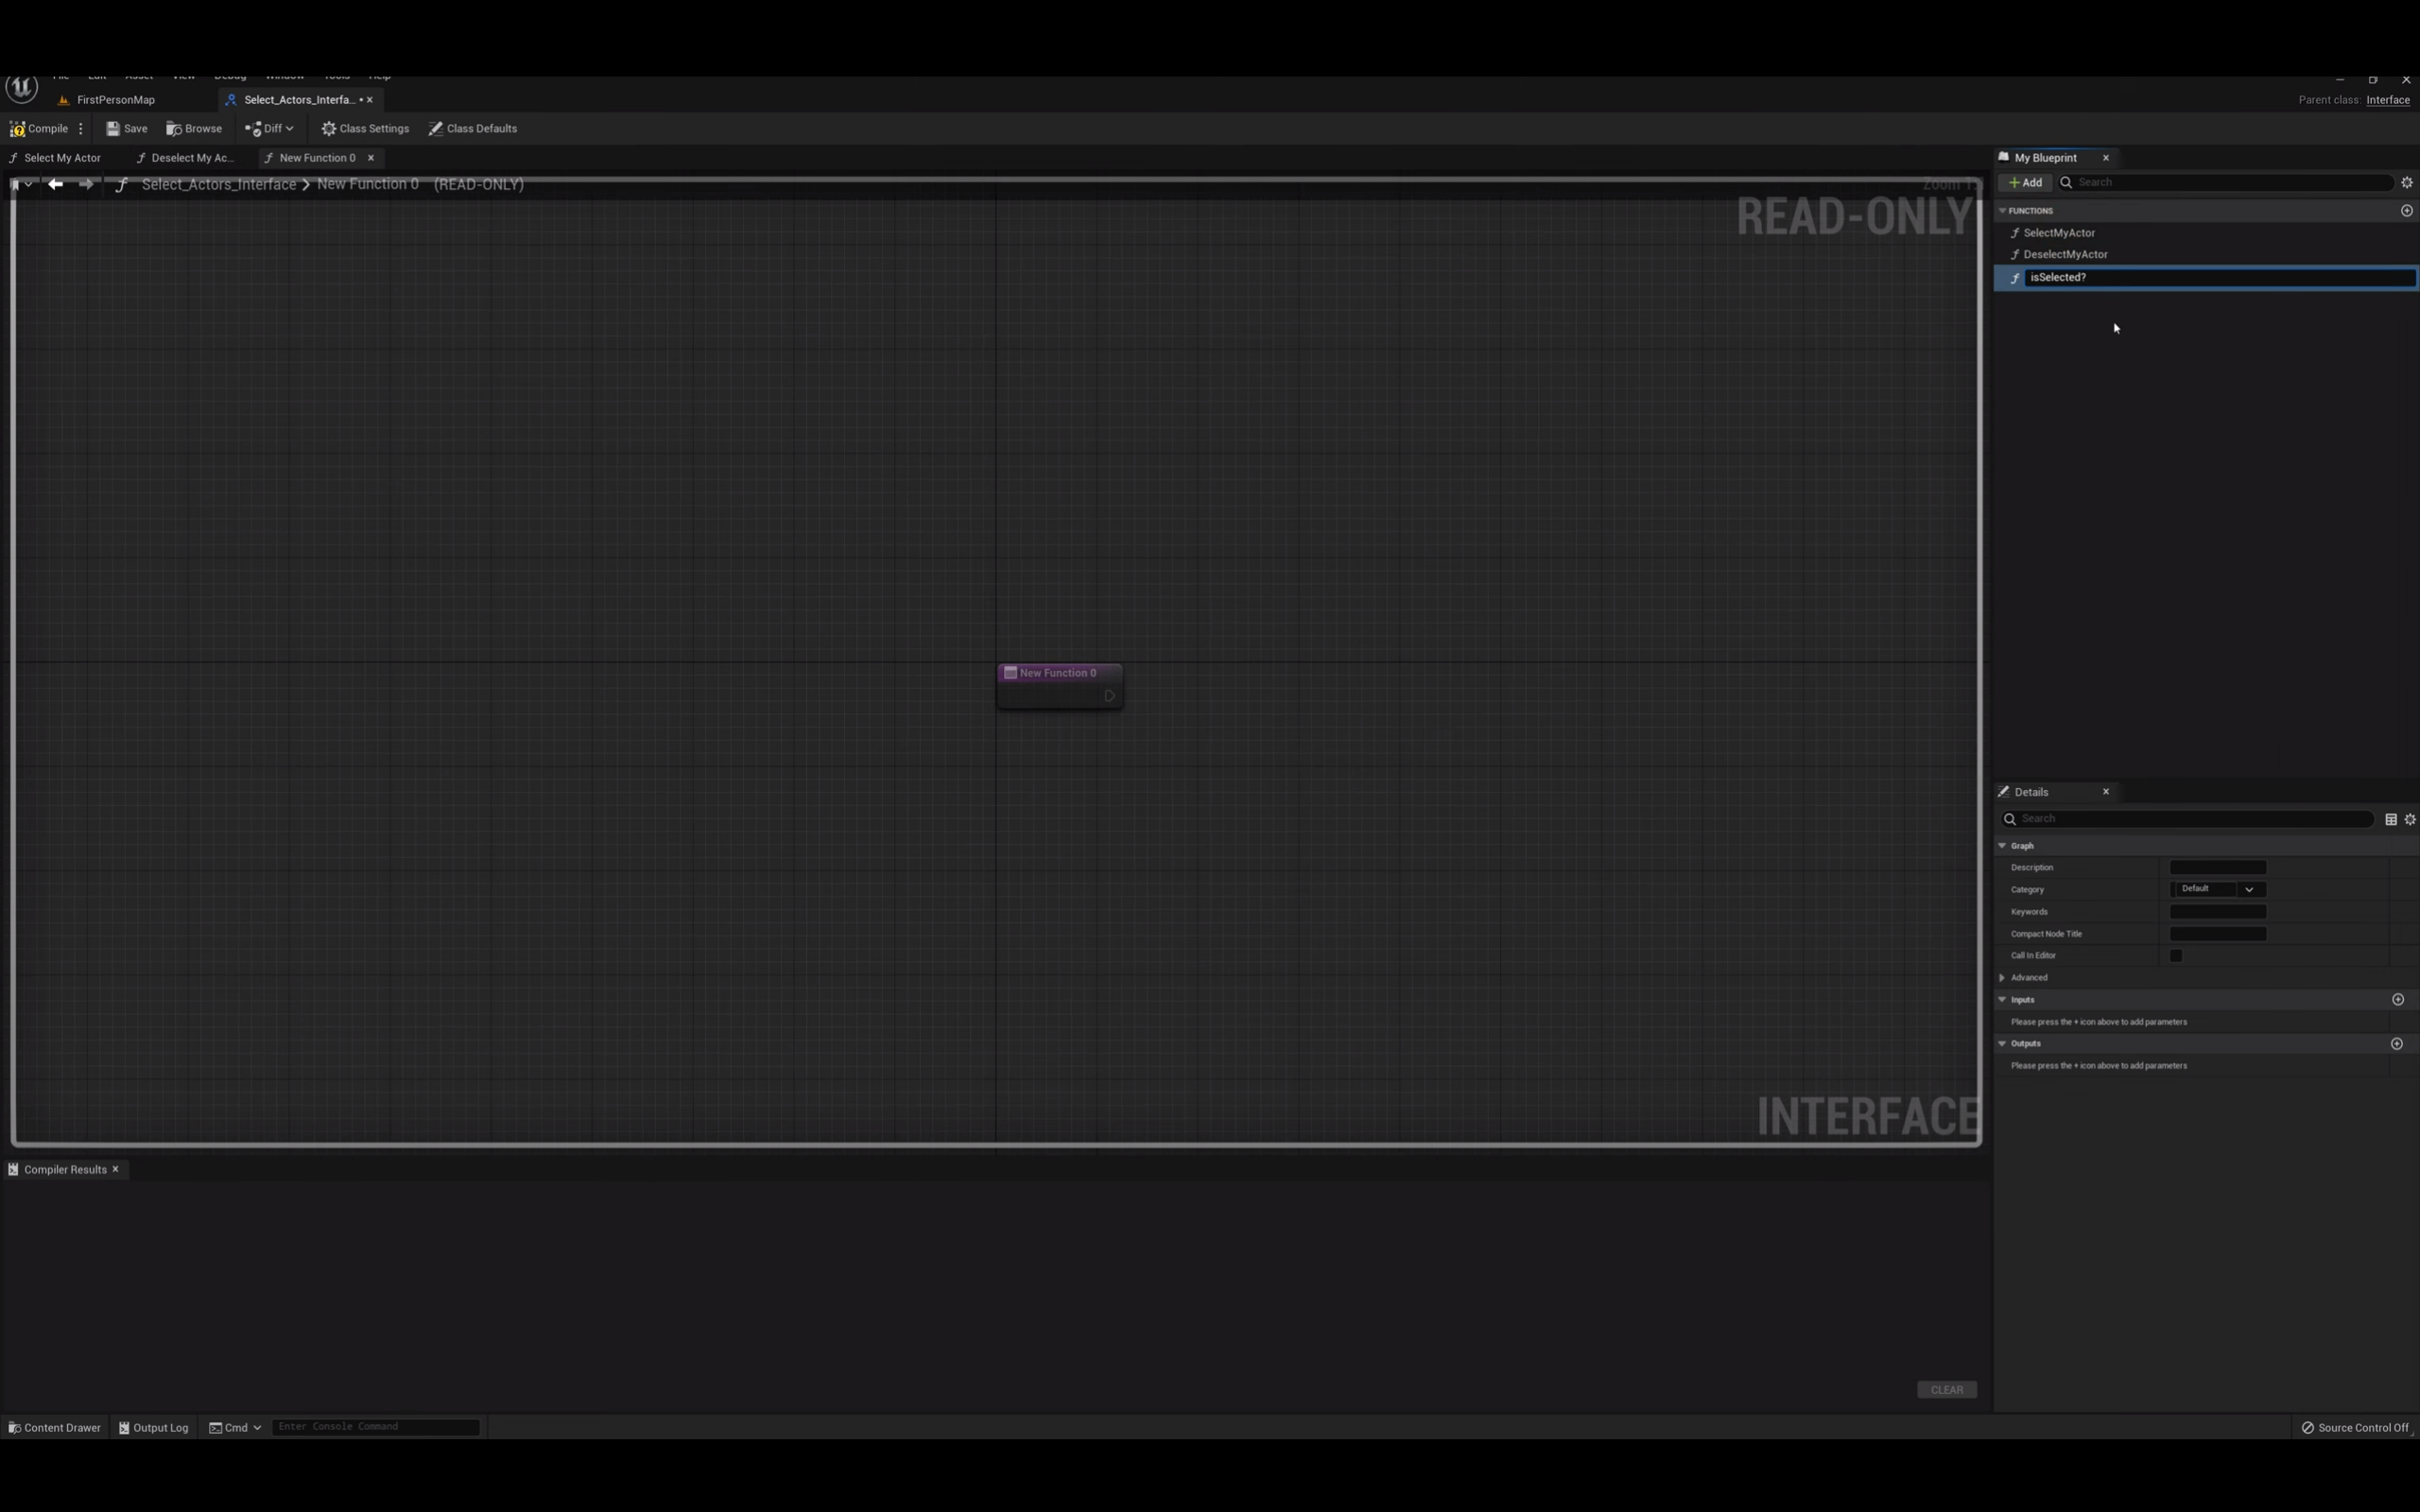 File Edit Asset View Debug Window Tools Help
FirstPersonMap
Select_Actors_Interfa... •
Parent class: Interface
Compile
Save
Browse
Diff
Class Settings
Class Defaults
Select My Actor
Deselect My Ac...
New Function 0
My Blueprint
Select_Actors_Interface > New Function 0 (READ-ONLY)
Zoom 1:1
+ Add
Search
READ-ONLY
FUNCTIONS
SelectMyActor
DeselectMyActor
isSelected?
New Function 0
Details
Search
Graph
Description
Category
Default
Keywords
Compact Node Title
Call In Editor
Advanced
Inputs
Please press the + icon above to add parameters
Outputs
Please press the + icon above to add parameters
INTERFACE
Compiler Results
CLEAR
Content Drawer
Output Log
Cmd
Enter Console Command
Source Control Off